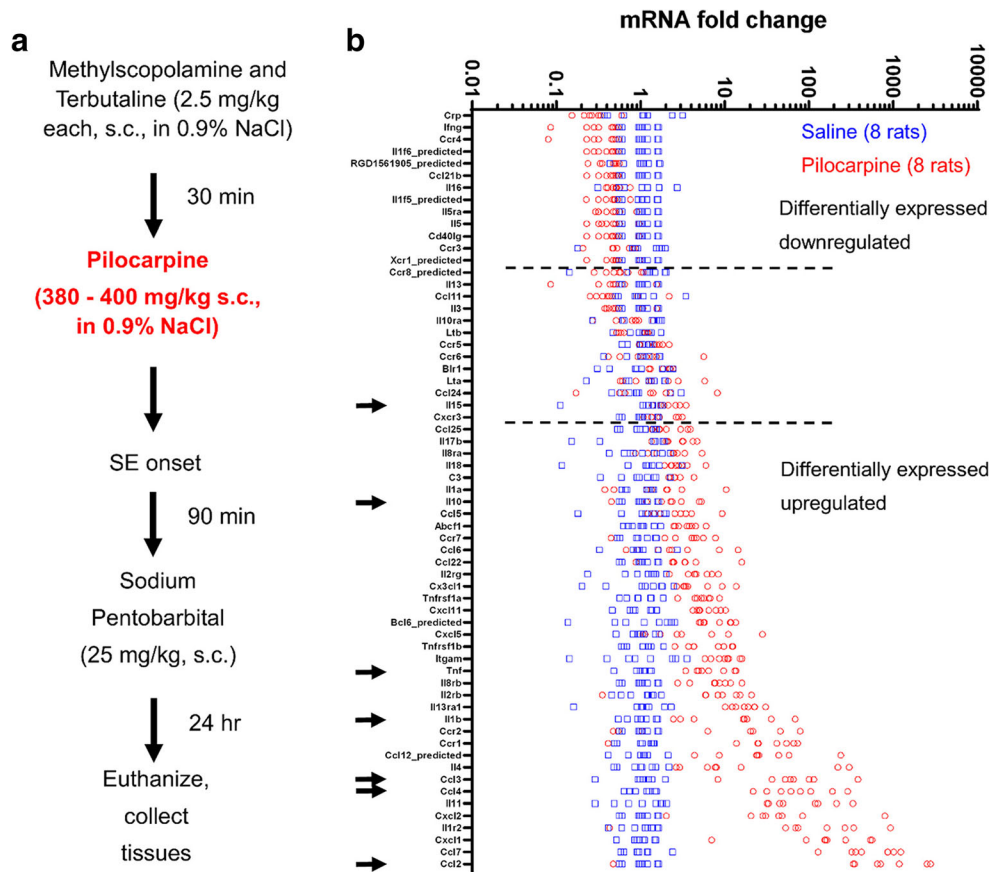 a
Methylscopolamine and
Terbutaline (2.5 mg/kg
each, s.c., in 0.9% NaCl)
30 min
Pilocarpine
(380 - 400 mg/kg s.c.,
in 0.9% NaCl)
SE onset
90 min
Sodium
Pentobarbital
(25 mg/kg, s.c.)
24 hr
Euthanize,
collect
tissues
b
mRNA fold change
0.01
0.1
1
10
100
1000
10000
Saline (8 rats)
Pilocarpine (8 rats)
Differentially expressed
downregulated
Differentially expressed
upregulated
Crp
Ifng
Ccr4
Il1f6_predicted
RGD1561905_predicted
Ccl21b
Il16
Il1f5_predicted
Il5ra
Il5
Cd40lg
Ccr3
Xcr1_predicted
Ccr8_predicted
Il13
Ccl11
Il3
Il10ra
Ltb
Ccr5
Ccr6
Blr1
Lta
Ccl24
Il15
Cxcr3
Ccl25
Il17b
Il8ra
Il18
C3
Il1a
Il10
Ccl5
Abcf1
Ccr7
Ccl6
Ccl22
Il2rg
Cx3cl1
Tnfrsf1a
Cxcl11
Bcl6_predicted
Cxcl5
Tnfrsf1b
Itgam
Tnf
Il8rb
Il2rb
Il13ra1
Il1b
Ccr2
Ccr1
Ccl12_predicted
Il4
Ccl3
Ccl4
Il11
Cxcl2
Il1r2
Cxcl1
Ccl7
Ccl2